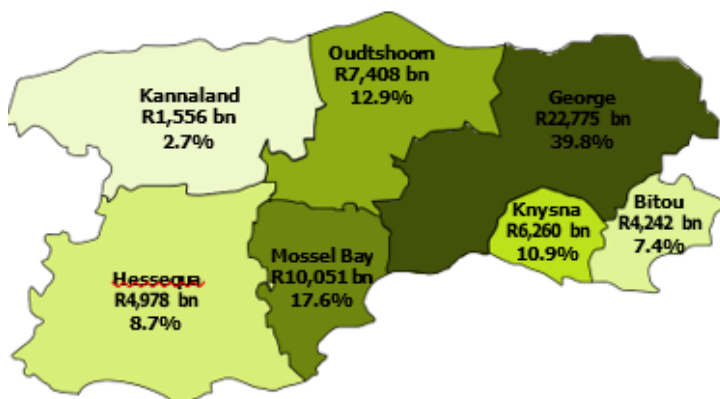 Oudtshoorn
R7,408 bn
12.9%
Kannaland
R1,556 bn
2.7%
George
R22,775 bn
39.8%
Knysna
R6,260 bn
10.9%
Bitou
R4,242 bn
7.4%
Mossel Bay
R10,051 bn
17.6%
Hessequa
R4,978 bn
8.7%